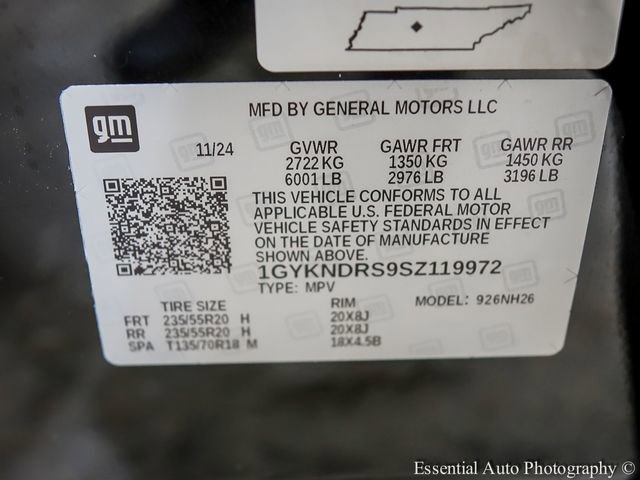 gm
MFD BY GENERAL MOTORS LLC
11/24 GVWR GAWR FRT GAWR RR
2722 KG 1350 KG 1450 KG
6001 LB 2976 LB 3196 LB
THIS VEHICLE CONFORMS TO ALL
APPLICABLE U.S. FEDERAL MOTOR
VEHICLE SAFETY STANDARDS IN EFFECT
ON THE DATE OF MANUFACTURE
SHOWN ABOVE.
1GYKNDRS9SZ119972
TYPE: MPV
TIRE SIZE RIM MODEL: 926NH26
FRT 235/55R20 H 20X8J
RR 235/55R20 H 20X8J
SPA T135/70R18 M 18X4.5B
Essential Auto Photography ©